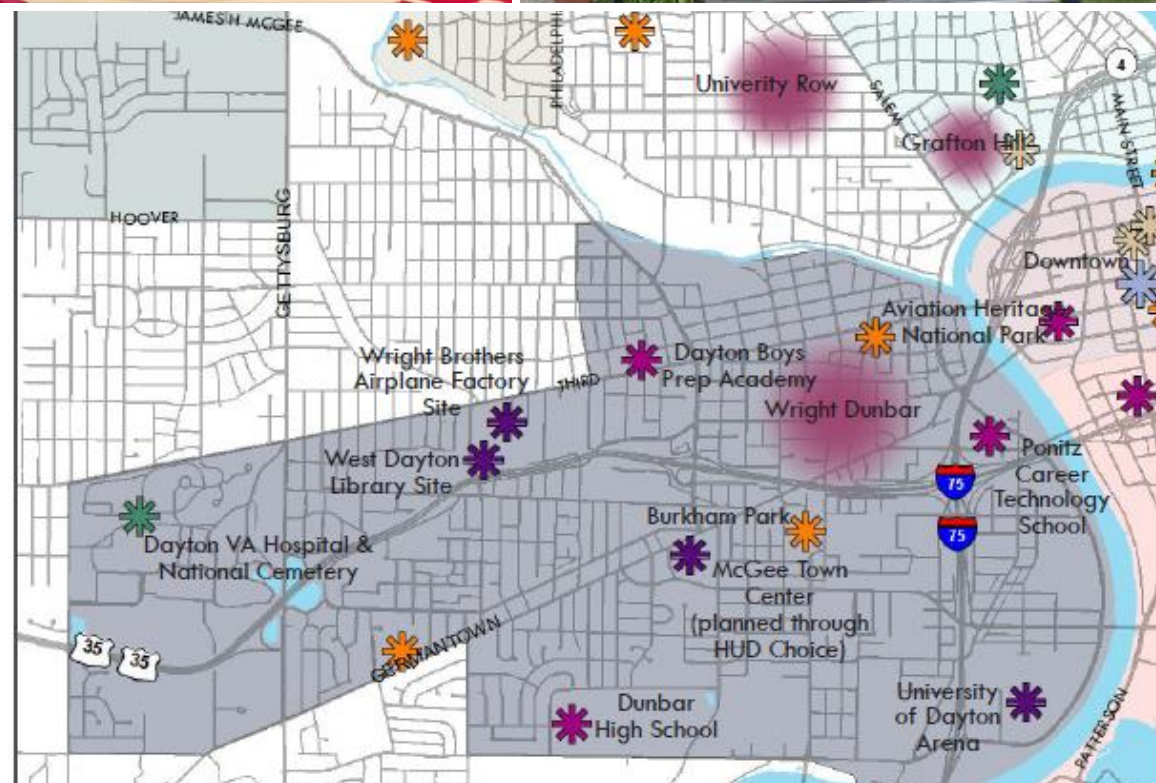 JAMES H MCGEE
PHILADELPHI
4
Univerity Row
SALEM
MAIN STREET
Grafton Hill
HOOVER
GETTYSBURG
Downtown
Aviation Heritage
National Park
Wright Brothers
Airplane Factory
Site
THIRD
Dayton Boys
Prep Academy
Wright Dunbar
West Dayton
Library Site
Ponitz
Career
Technology
School
75
75
Dayton VA Hospital &
National Cemetery
Burkham Park
McGee Town
Center
(planned through
HUD Choice)
35
35
GERMANTOWN
Dunbar
High School
University
of Dayton
Arena
PATTERSON